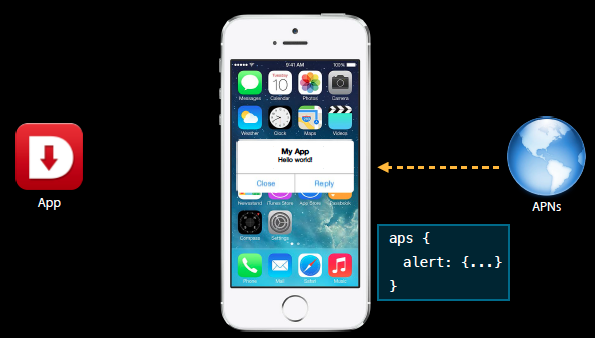 9:41 AM
100%
Tuesday
10
Messages
Calendar
Photos
Camera
Weather
Clock
Maps
Videos
My App
Hello world!
Close
Reply
Newsstand
iTunes Store
App Store
Facebook
Compass
Settings
Phone
Mail
Safari
Music
App
APNs
aps {
alert: {...}
}